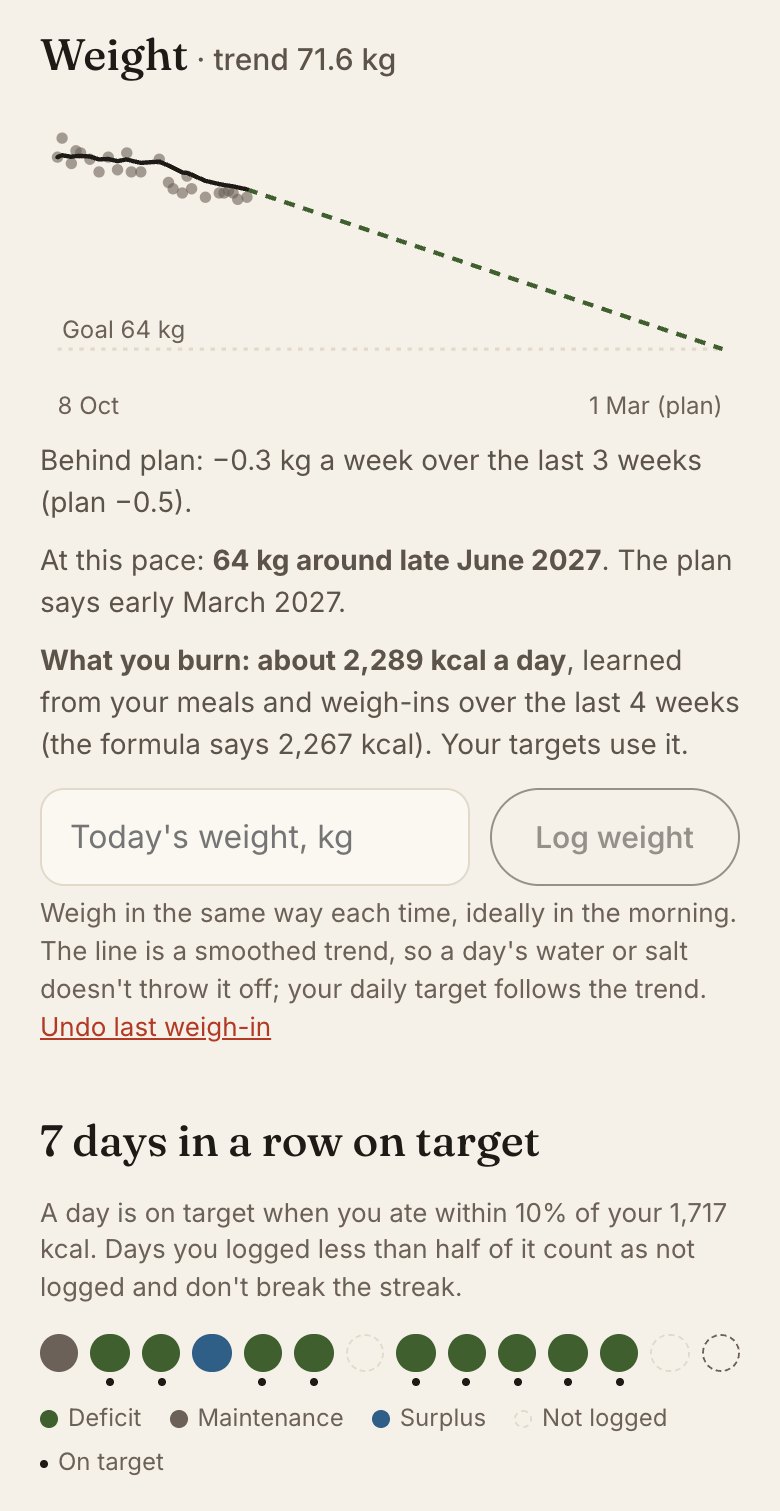 Weight · trend 71.6 kg
Goal 64 kg
8 Oct
1 Mar (plan)
Behind plan: −0.3 kg a week over the last 3 weeks
(plan −0.5).
At this pace: 64 kg around late June 2027. The plan
says early March 2027.
What you burn: about 2,289 kcal a day, learned
from your meals and weigh-ins over the last 4 weeks
(the formula says 2,267 kcal). Your targets use it.
Today's weight, kg
Log weight
Weigh in the same way each time, ideally in the morning.
The line is a smoothed trend, so a day's water or salt
doesn't throw it off; your daily target follows the trend.
Undo last weigh-in
7 days in a row on target
A day is on target when you ate within 10% of your 1,717
kcal. Days you logged less than half of it count as not
logged and don't break the streak.
Deficit
Maintenance
Surplus
Not logged
On target